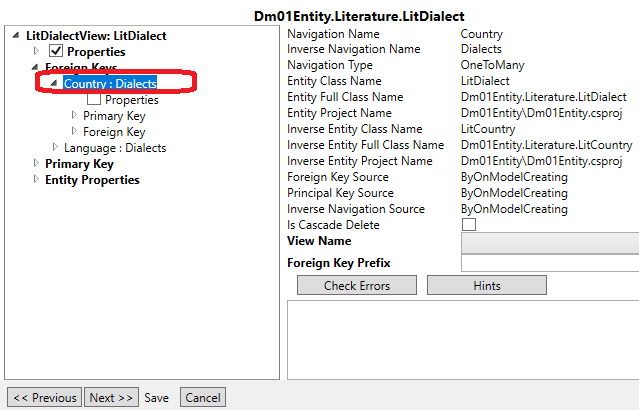 Dm01Entity.Literature.LitDialect
LitDialectView: LitDialect
Properties
Foreign Keys
Country : Dialects
Properties
Primary Key
Foreign Key
Language : Dialects
Primary Key
Entity Properties
Navigation Name Country
Inverse Navigation Name Dialects
Navigation Type OneToMany
Entity Class Name LitDialect
Entity Full Class Name Dm01Entity.Literature.LitDialect
Entity Project Name Dm01Entity\Dm01Entity.csproj
Inverse Entity Class Name LitCountry
Inverse Entity Full Class Name Dm01Entity.Literature.LitCountry
Inverse Entity Project Name Dm01Entity\Dm01Entity.csproj
Foreign Key Source ByOnModelCreating
Principal Key Source ByOnModelCreating
Inverse Navigation Source ByOnModelCreating
Is Cascade Delete
View Name
Foreign Key Prefix
Check Errors Hints
<< Previous Next >> Save Cancel